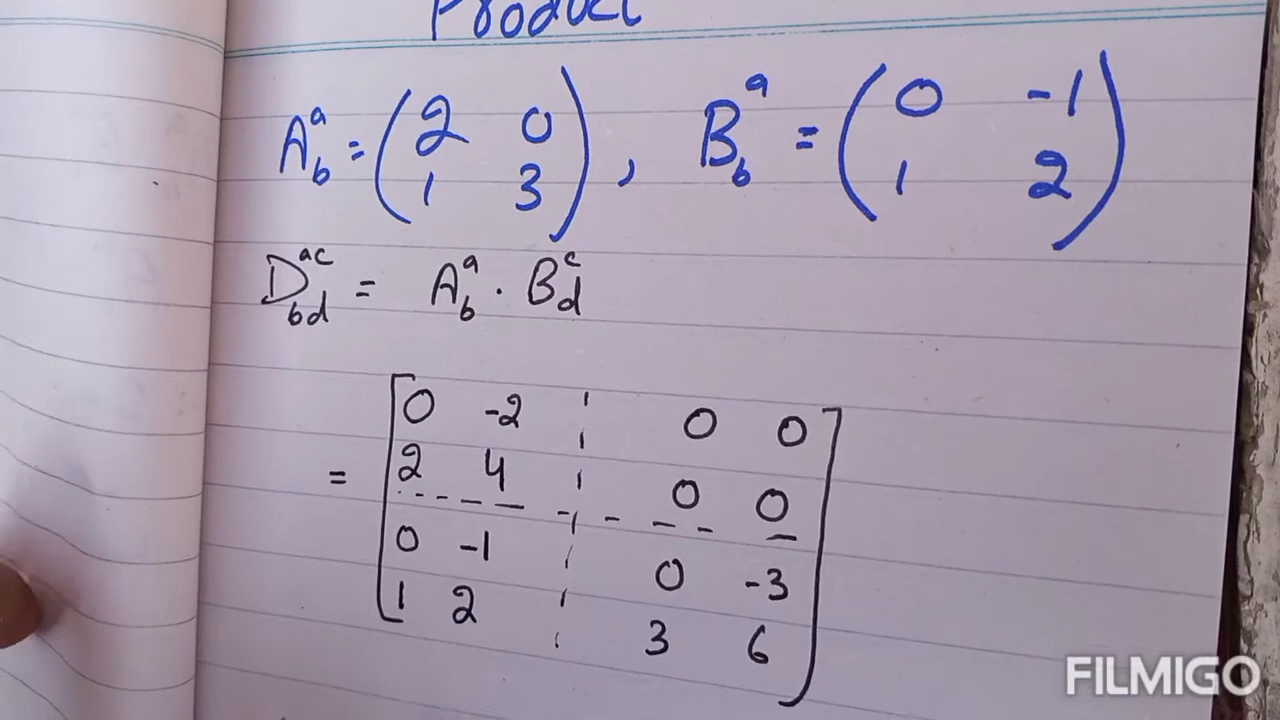 Product
A^a_b = (2 0
1 3), B^a_b = (0 -1
1 2)
D^ac_bd = A^a_b . B^c_d
= [0 -2 0 0
2 4 0 0
0 -1 0 -3
1 2 3 6]
FILMIGO